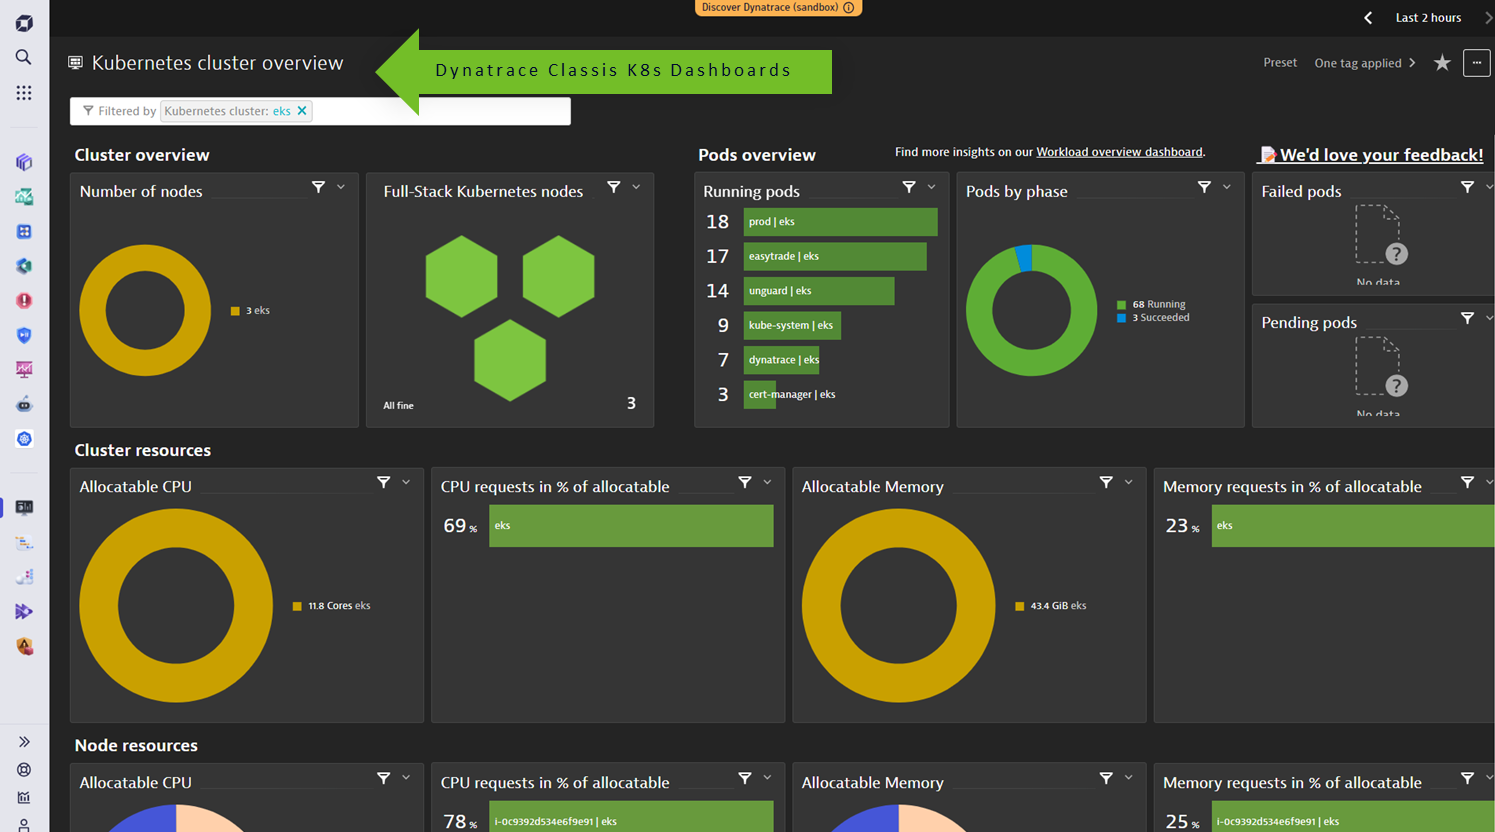 Discover Dynatrace (sandbox)
Last 2 hours
Kubernetes cluster overview
Dynatrace Classis K8s Dashboards
Preset
One tag applied
Filtered by Kubernetes cluster: eks
Cluster overview
Number of nodes
3 eks
Full-Stack Kubernetes nodes
All fine
3
Pods overview
Find more insights on our Workload overview dashboard.
We'd love your feedback!
Running pods
18 prod | eks
17 easytrade | eks
14 unguard | eks
9 kube-system | eks
7 dynatrace | eks
3 cert-manager | eks
Pods by phase
68 Running
3 Succeeded
Failed pods
No data
Pending pods
No data
Cluster resources
Allocatable CPU
11.8 Cores eks
CPU requests in % of allocatable
69 % eks
Allocatable Memory
43.4 GiB eks
Memory requests in % of allocatable
23 % eks
Node resources
Allocatable CPU
CPU requests in % of allocatable
78 % i-0c9392d534e6f9e91 | eks
Allocatable Memory
Memory requests in % of allocatable
25 % i-0c9392d534e6f9e91 | eks